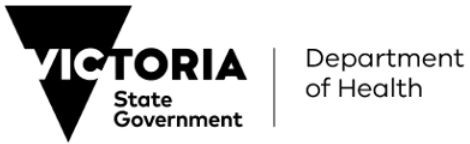 VICTORIA
State
Government
Department
of Health